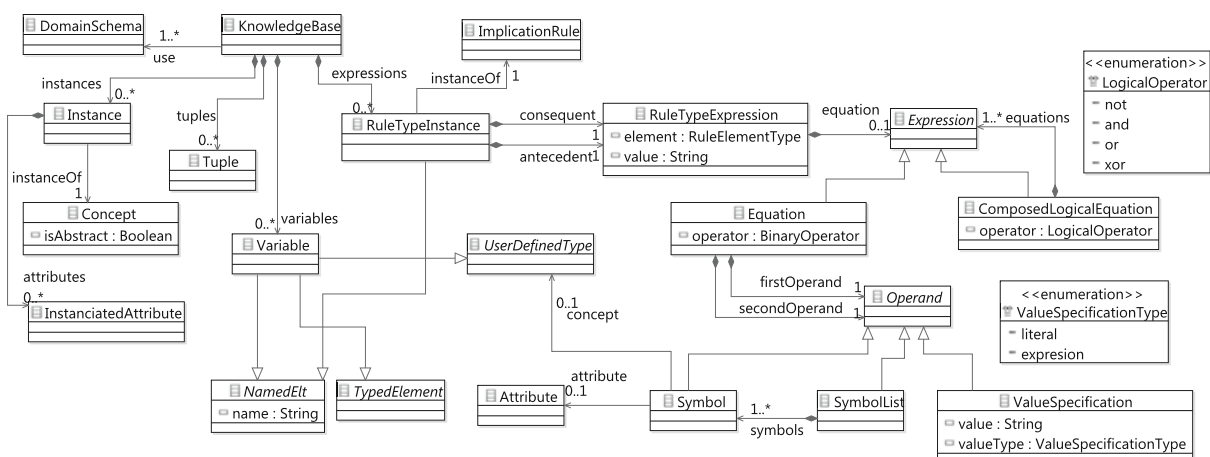 DomainSchema
KnowledgeBase
ImplicationRule
1..*
use
instances
0..*
expressions
instanceOf
1
<<enumeration>>
LogicalOperator
not
and
or
xor
Instance
tuples
0..*
0..*
RuleTypeInstance
consequent
1
antecedent
1
RuleTypeExpression
element : RuleElementType
value : String
equation
0..1
Expression
1..* equations
Tuple
instanceOf
1
Concept
isAbstract : Boolean
0..*
variables
Variable
UserDefinedType
Equation
operator : BinaryOperator
ComposedLogicalEquation
operator : LogicalOperator
attributes
0..*
InstanciatedAttribute
0..1
concept
firstOperand
1
secondOperand
1
Operand
<<enumeration>>
ValueSpecificationType
literal
expresion
NamedElt
name : String
TypedElement
Attribute
attribute
0..1
Symbol
1..*
symbols
SymbolList
ValueSpecification
value : String
valueType : ValueSpecificationType